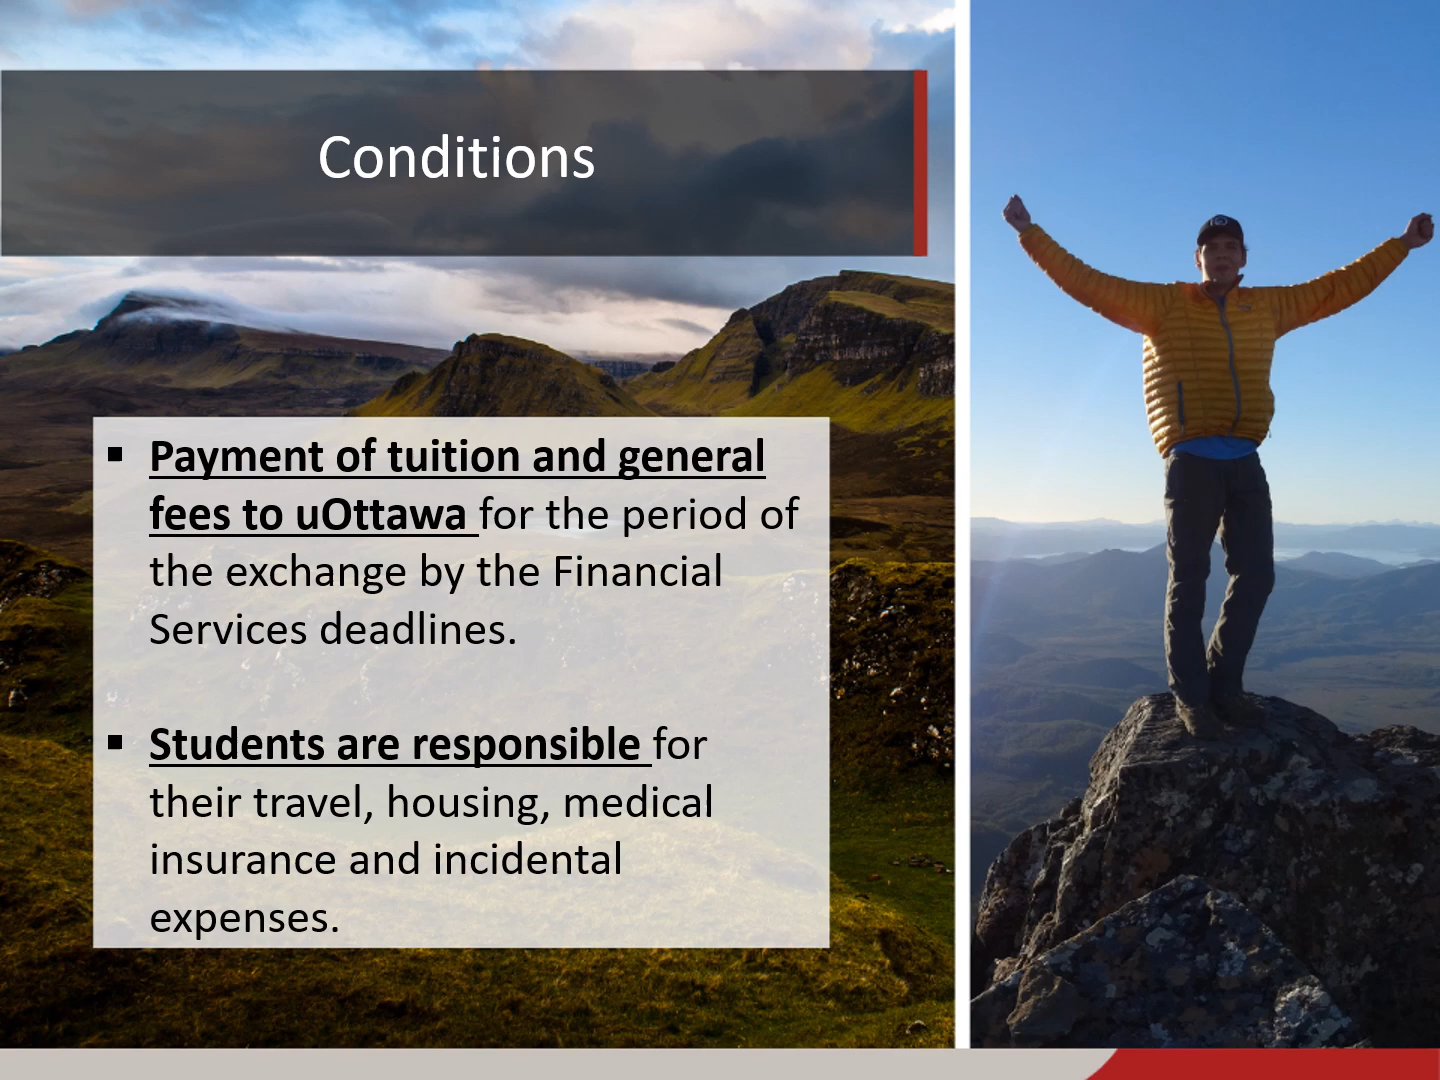 Conditions
▪ Payment of tuition and general
fees to uOttawa for the period of
the exchange by the Financial
Services deadlines.
▪ Students are responsible for
their travel, housing, medical
insurance and incidental
expenses.